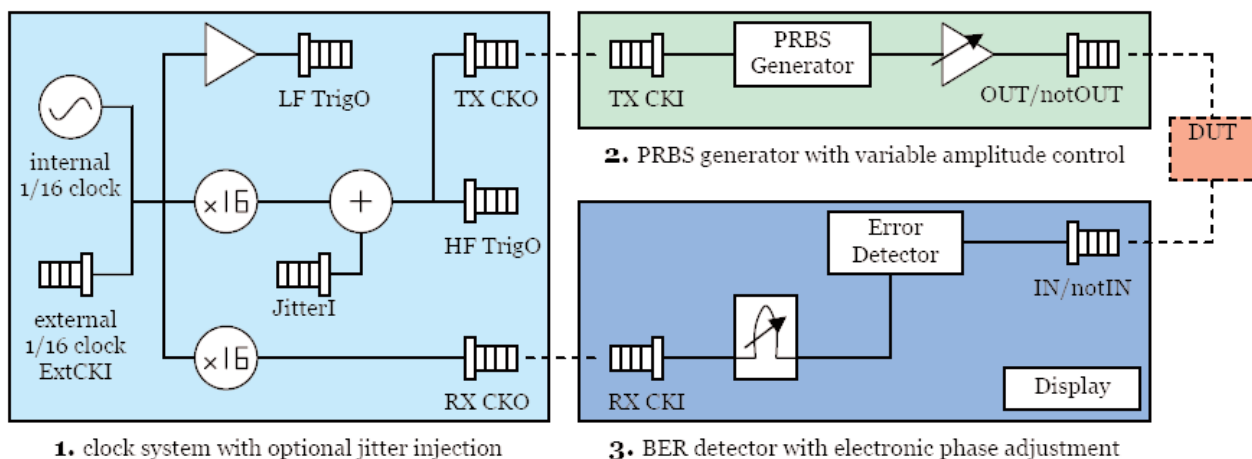 LF TrigO
TX CKO
internal
1/16 clock
×16
+
HF TrigO
JitterI
external
1/16 clock
ExtCKI
×16
RX CKO
1. clock system with optional jitter injection
TX CKI
PRBS
Generator
OUT/notOUT
2. PRBS generator with variable amplitude control
DUT
Error
Detector
IN/notIN
RX CKI
Display
3. BER detector with electronic phase adjustment